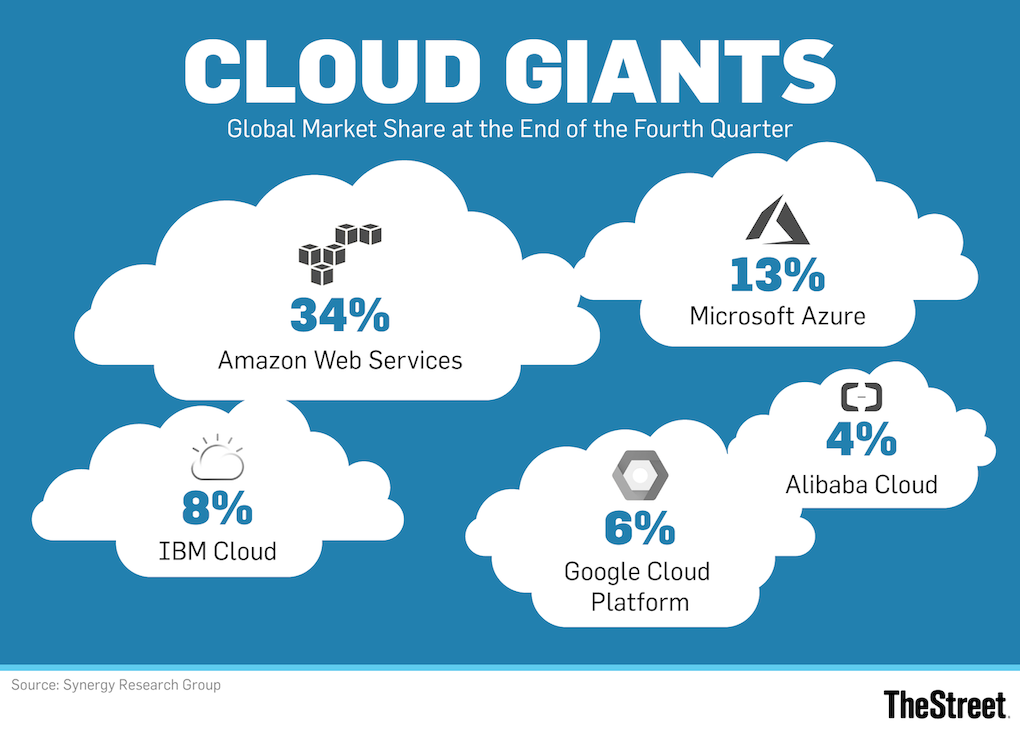 CLOUD GIANTS
Global Market Share at the End of the Fourth Quarter
34%
Amazon Web Services
13%
Microsoft Azure
8%
IBM Cloud
6%
Google Cloud
Platform
4%
Alibaba Cloud
Source: Synergy Research Group
TheStreet.